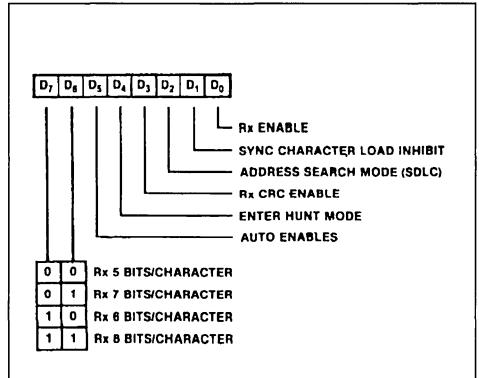 D7 D6 D5 D4 D3 D2 D1 D0
Rx ENABLE
SYNC CHARACTER LOAD INHIBIT
ADDRESS SEARCH MODE (SDLC)
Rx CRC ENABLE
ENTER HUNT MODE
AUTO ENABLES
0 0 Rx 5 BITS/CHARACTER
0 1 Rx 7 BITS/CHARACTER
1 0 Rx 6 BITS/CHARACTER
1 1 Rx 8 BITS/CHARACTER